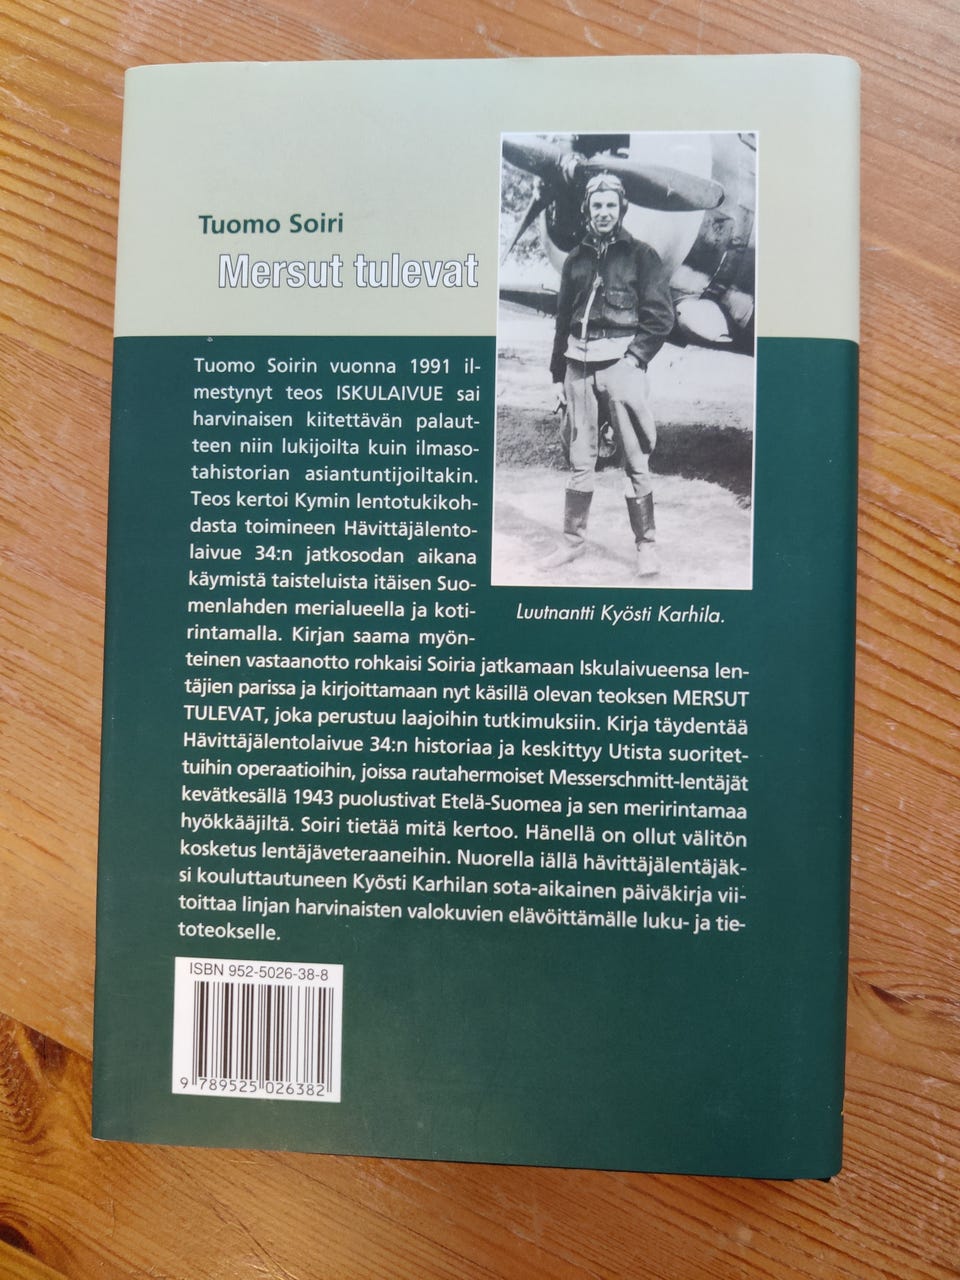 Tuomo Soiri
Mersut tulevat
Tuomo Soirin vuonna 1991 il-
mestynyt teos ISKULAIVUE sai
harvinaisen kiitettävän palaut-
teen niin lukijoilta kuin ilmaso-
tahistorian asiantuntijoiltakin.
Teos kertoi Kymin lentotukikoh-
dasta toimineen Hävittäjälento-
laivue 34:n jatkosodan aikana
käymistä taisteluista itäisen Suo-
menlahden merialueella ja koti-
rintamalla. Kirjan saama myön-
teinen vastaanotto rohkaisi Soiria jatkamaan Iskulaivueensa len-
täjien parissa ja kirjoittamaan nyt käsillä olevan teoksen MERSUT
TULEVAT, joka perustuu laajoihin tutkimuksiin. Kirja täydentää
Hävittäjälentolaivue 34:n historiaa ja keskittyy Utista suoritet-
tuihin operaatioihin, joissa rautahermoiset Messerschmitt-lentäjät
kevätkesällä 1943 puolustivat Etelä-Suomea ja sen meririntamaa
hyökkääjiltä. Soiri tietää mitä kertoo. Hänellä on ollut välitön
kosketus lentäjäveteraaneihin. Nuorella iällä hävittäjälentäjäk-
si kouluttautuneen Kyösti Karhilan sota-aikainen päiväkirja vii-
toittaa linjan harvinaisten valokuvien elävöittämälle luku- ja tie-
toteokselle.
Luutnantti Kyösti Karhila.
ISBN 952-5026-38-8
9 789525 026382